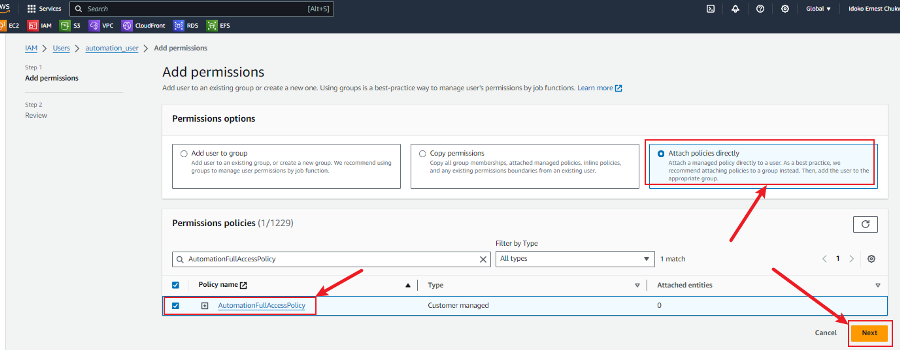 Services
Search
[Alt+S]
Global
Idoko Ernest Chuk
EC2
IAM
S3
VPC
CloudFront
RDS
EFS
IAM > Users > automation_user > Add permissions
Step 1
Add permissions
Step 2
Review
Add permissions
Add user to an existing group or create a new one. Using groups is a best-practice way to manage user's permissions by job functions. Learn more
Permissions options
Add user to group
Add user to an existing group, or create a new group. We recommend using
groups to manage user permissions by job function.
Copy permissions
Copy all group memberships, attached managed policies, inline policies,
and any existing permissions boundaries from an existing user.
Attach policies directly
Attach a managed policy directly to a user. As a best practice, we
recommend attaching policies to a group instead. Then, add the user to the
appropriate group.
Permissions policies (1/1229)
Filter by Type
AutomationFullAccessPolicy
All types
1 match
1
Policy name
Type
Attached entities
AutomationFullAccessPolicy
Customer managed
0
Cancel
Next